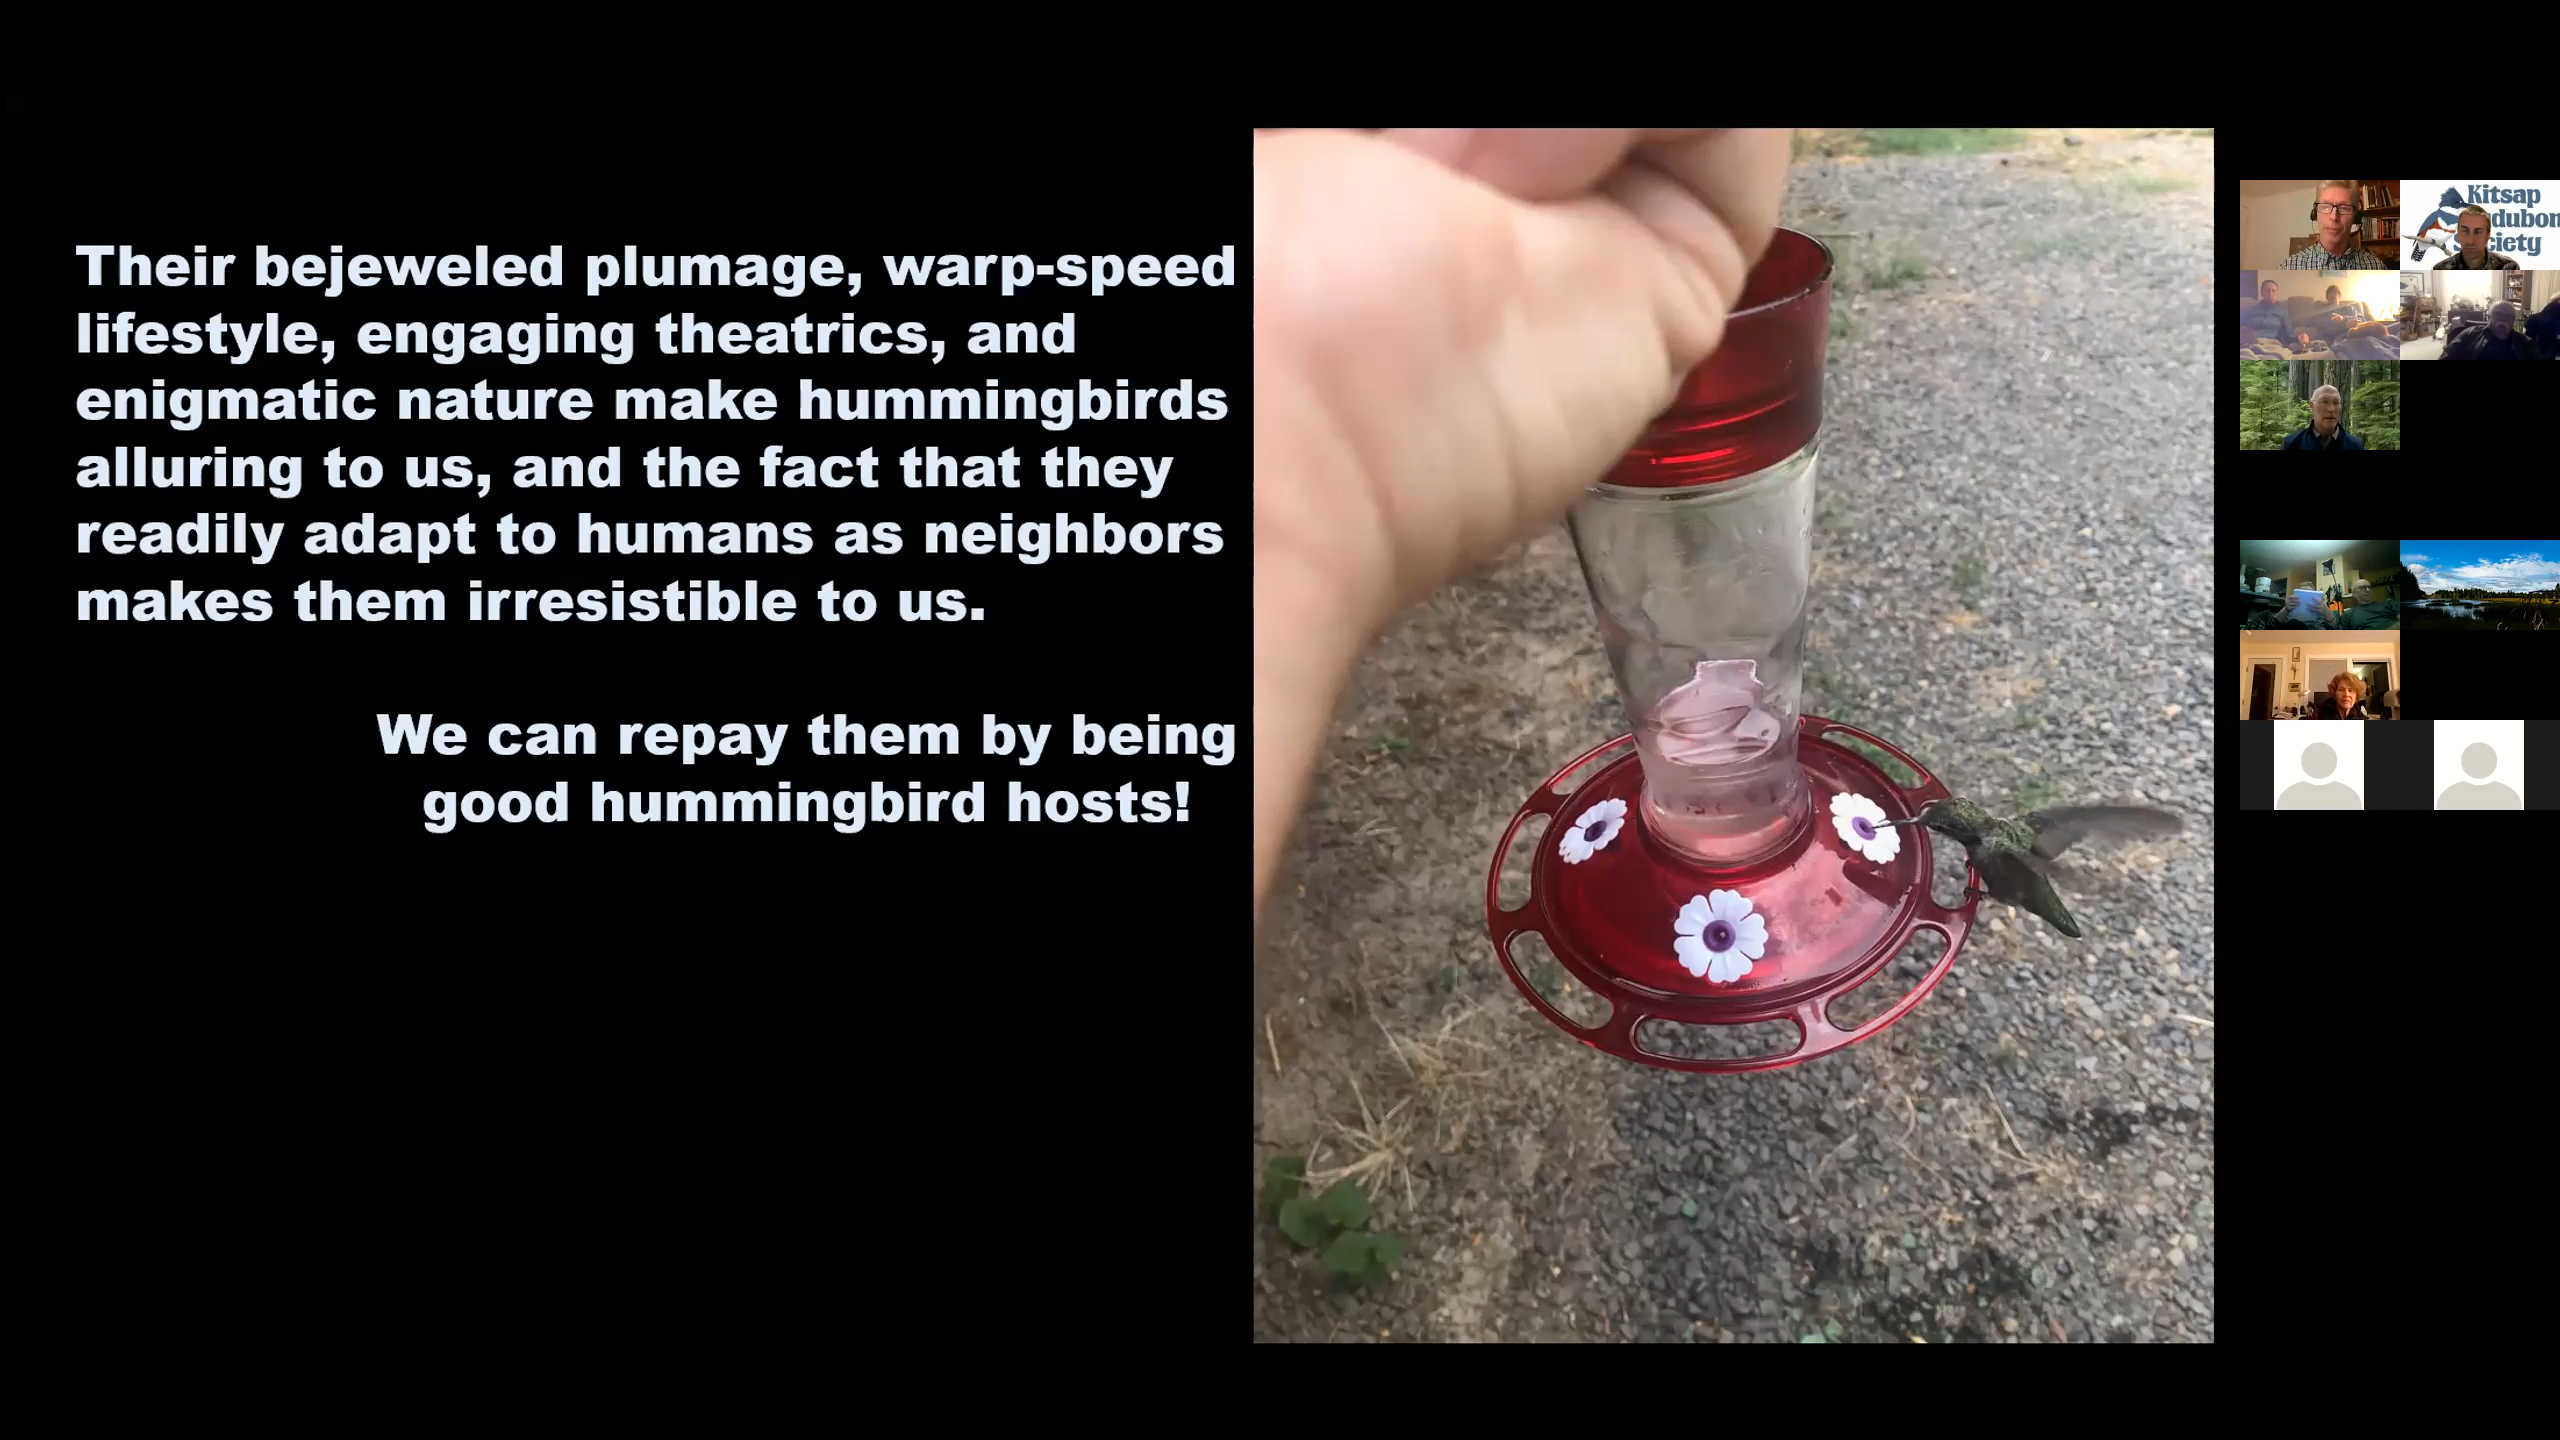 Their bejeweled plumage, warp-speed
lifestyle, engaging theatrics, and
enigmatic nature make hummingbirds
alluring to us, and the fact that they
readily adapt to humans as neighbors
makes them irresistible to us.
We can repay them by being
good hummingbird hosts!
Kitsap
dubon
Society